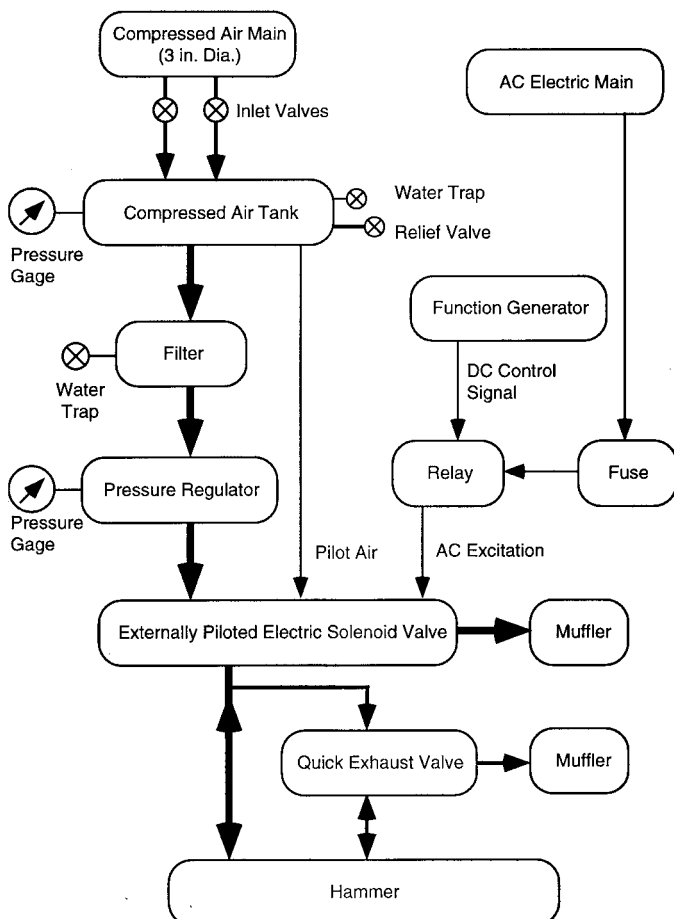 Compressed Air Main
(3 in. Dia.)
AC Electric Main
Inlet Valves
Water Trap
Compressed Air Tank
Relief Valve
Pressure
Gage
Function Generator
Filter
DC Control
Signal
Water
Trap
Relay
Fuse
Pressure Regulator
Pressure
Gage
Pilot Air
AC Excitation
Externally Piloted Electric Solenoid Valve
Muffler
Quick Exhaust Valve
Muffler
Hammer